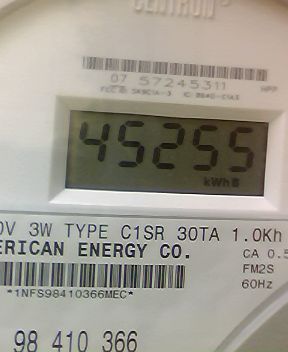 CENTRON
07 57245311 HPP
45255
kWh
0V 3W TYPE C1SR 30TA 1.0Kh
ERICAN ENERGY CO.
CA 0.5
FM2S
*1NFS98410366MEC*
60Hz
98 410 366